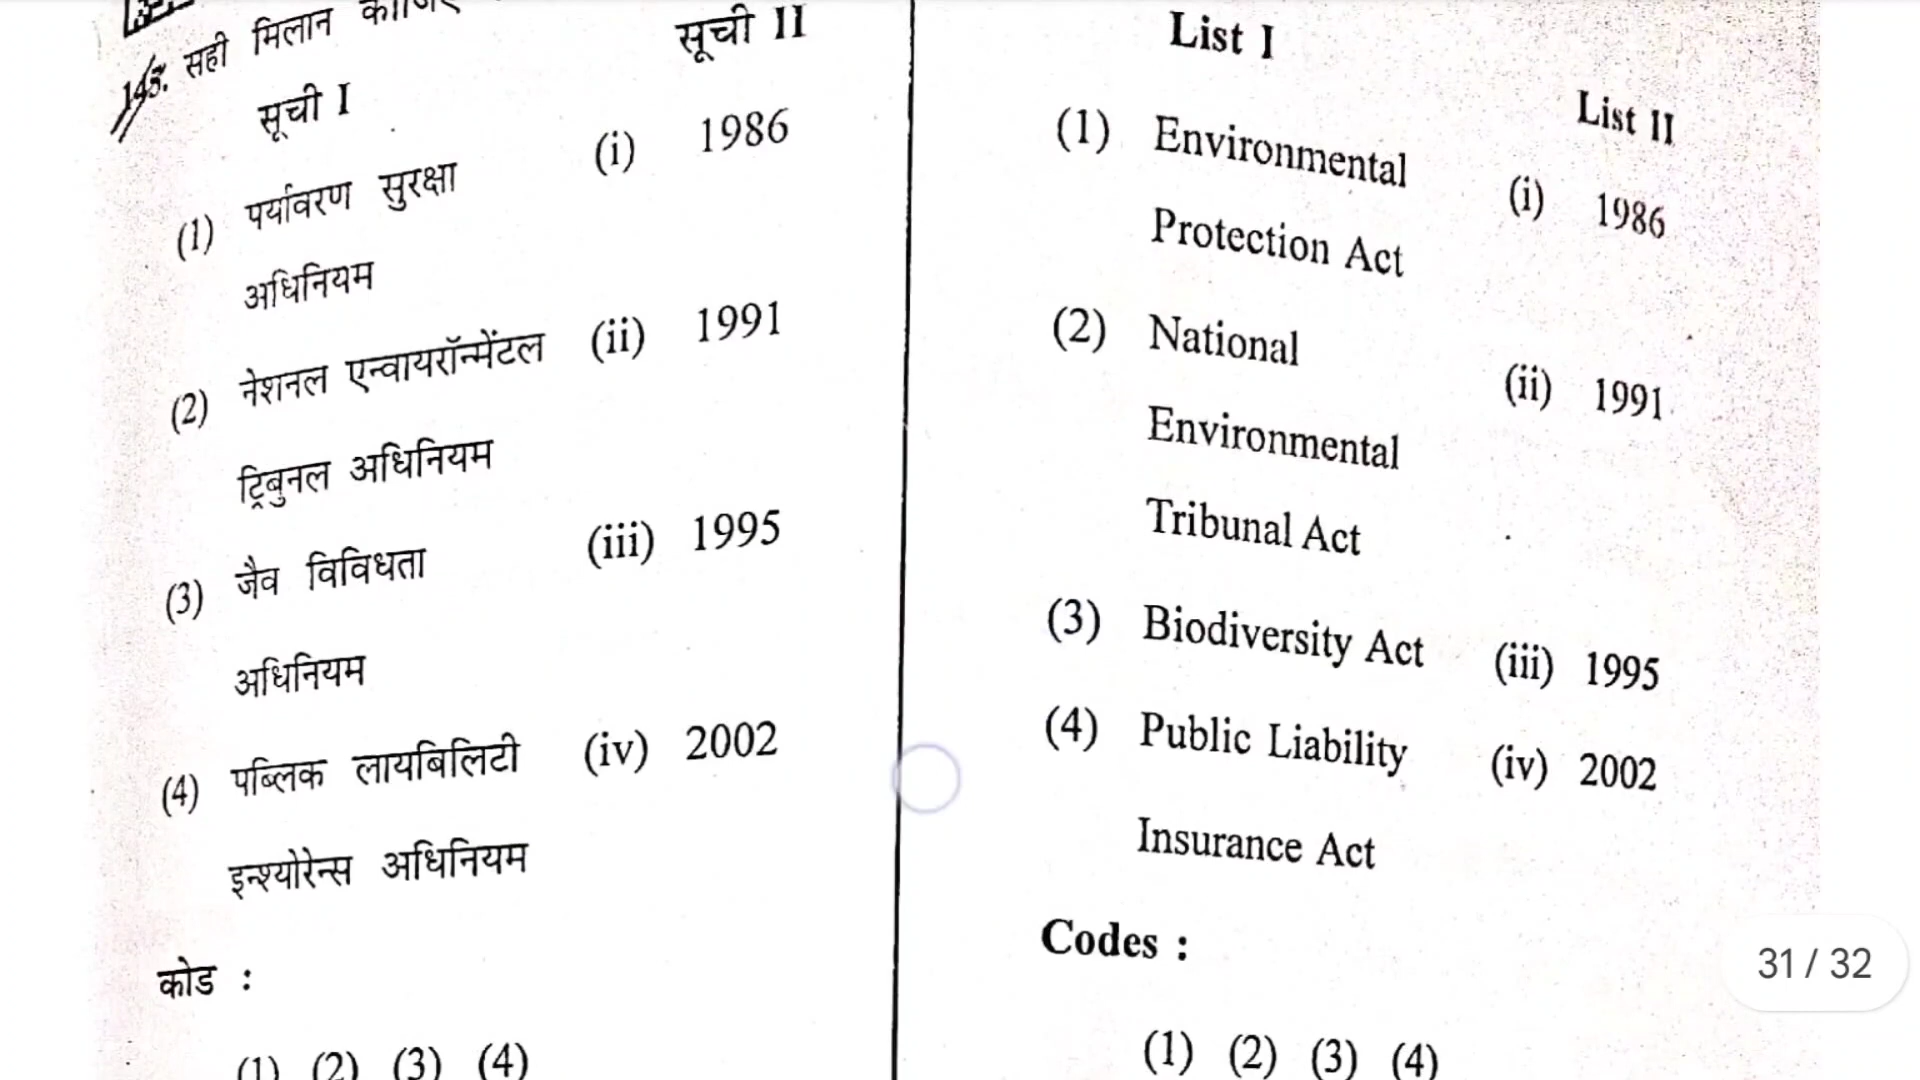 145. सही मिलान कीजिए
सूची I
सूची II
(1) पर्यावरण सुरक्षा
(i) 1986
अधिनियम
(2) नेशनल एन्वायरॉन्मेंटल
(ii) 1991
ट्रिबुनल अधिनियम
(3) जैव विविधता
(iii) 1995
अधिनियम
(4) पब्लिक लायबिलिटी
(iv) 2002
इन्श्योरेन्स अधिनियम
कोड :
(1) (2) (3) (4)
List I
List II
(1) Environmental
(i) 1986
Protection Act
(2) National
(ii) 1991
Environmental
Tribunal Act
(3) Biodiversity Act
(iii) 1995
(4) Public Liability
(iv) 2002
Insurance Act
Codes :
(1) (2) (3) (4)
31 / 32